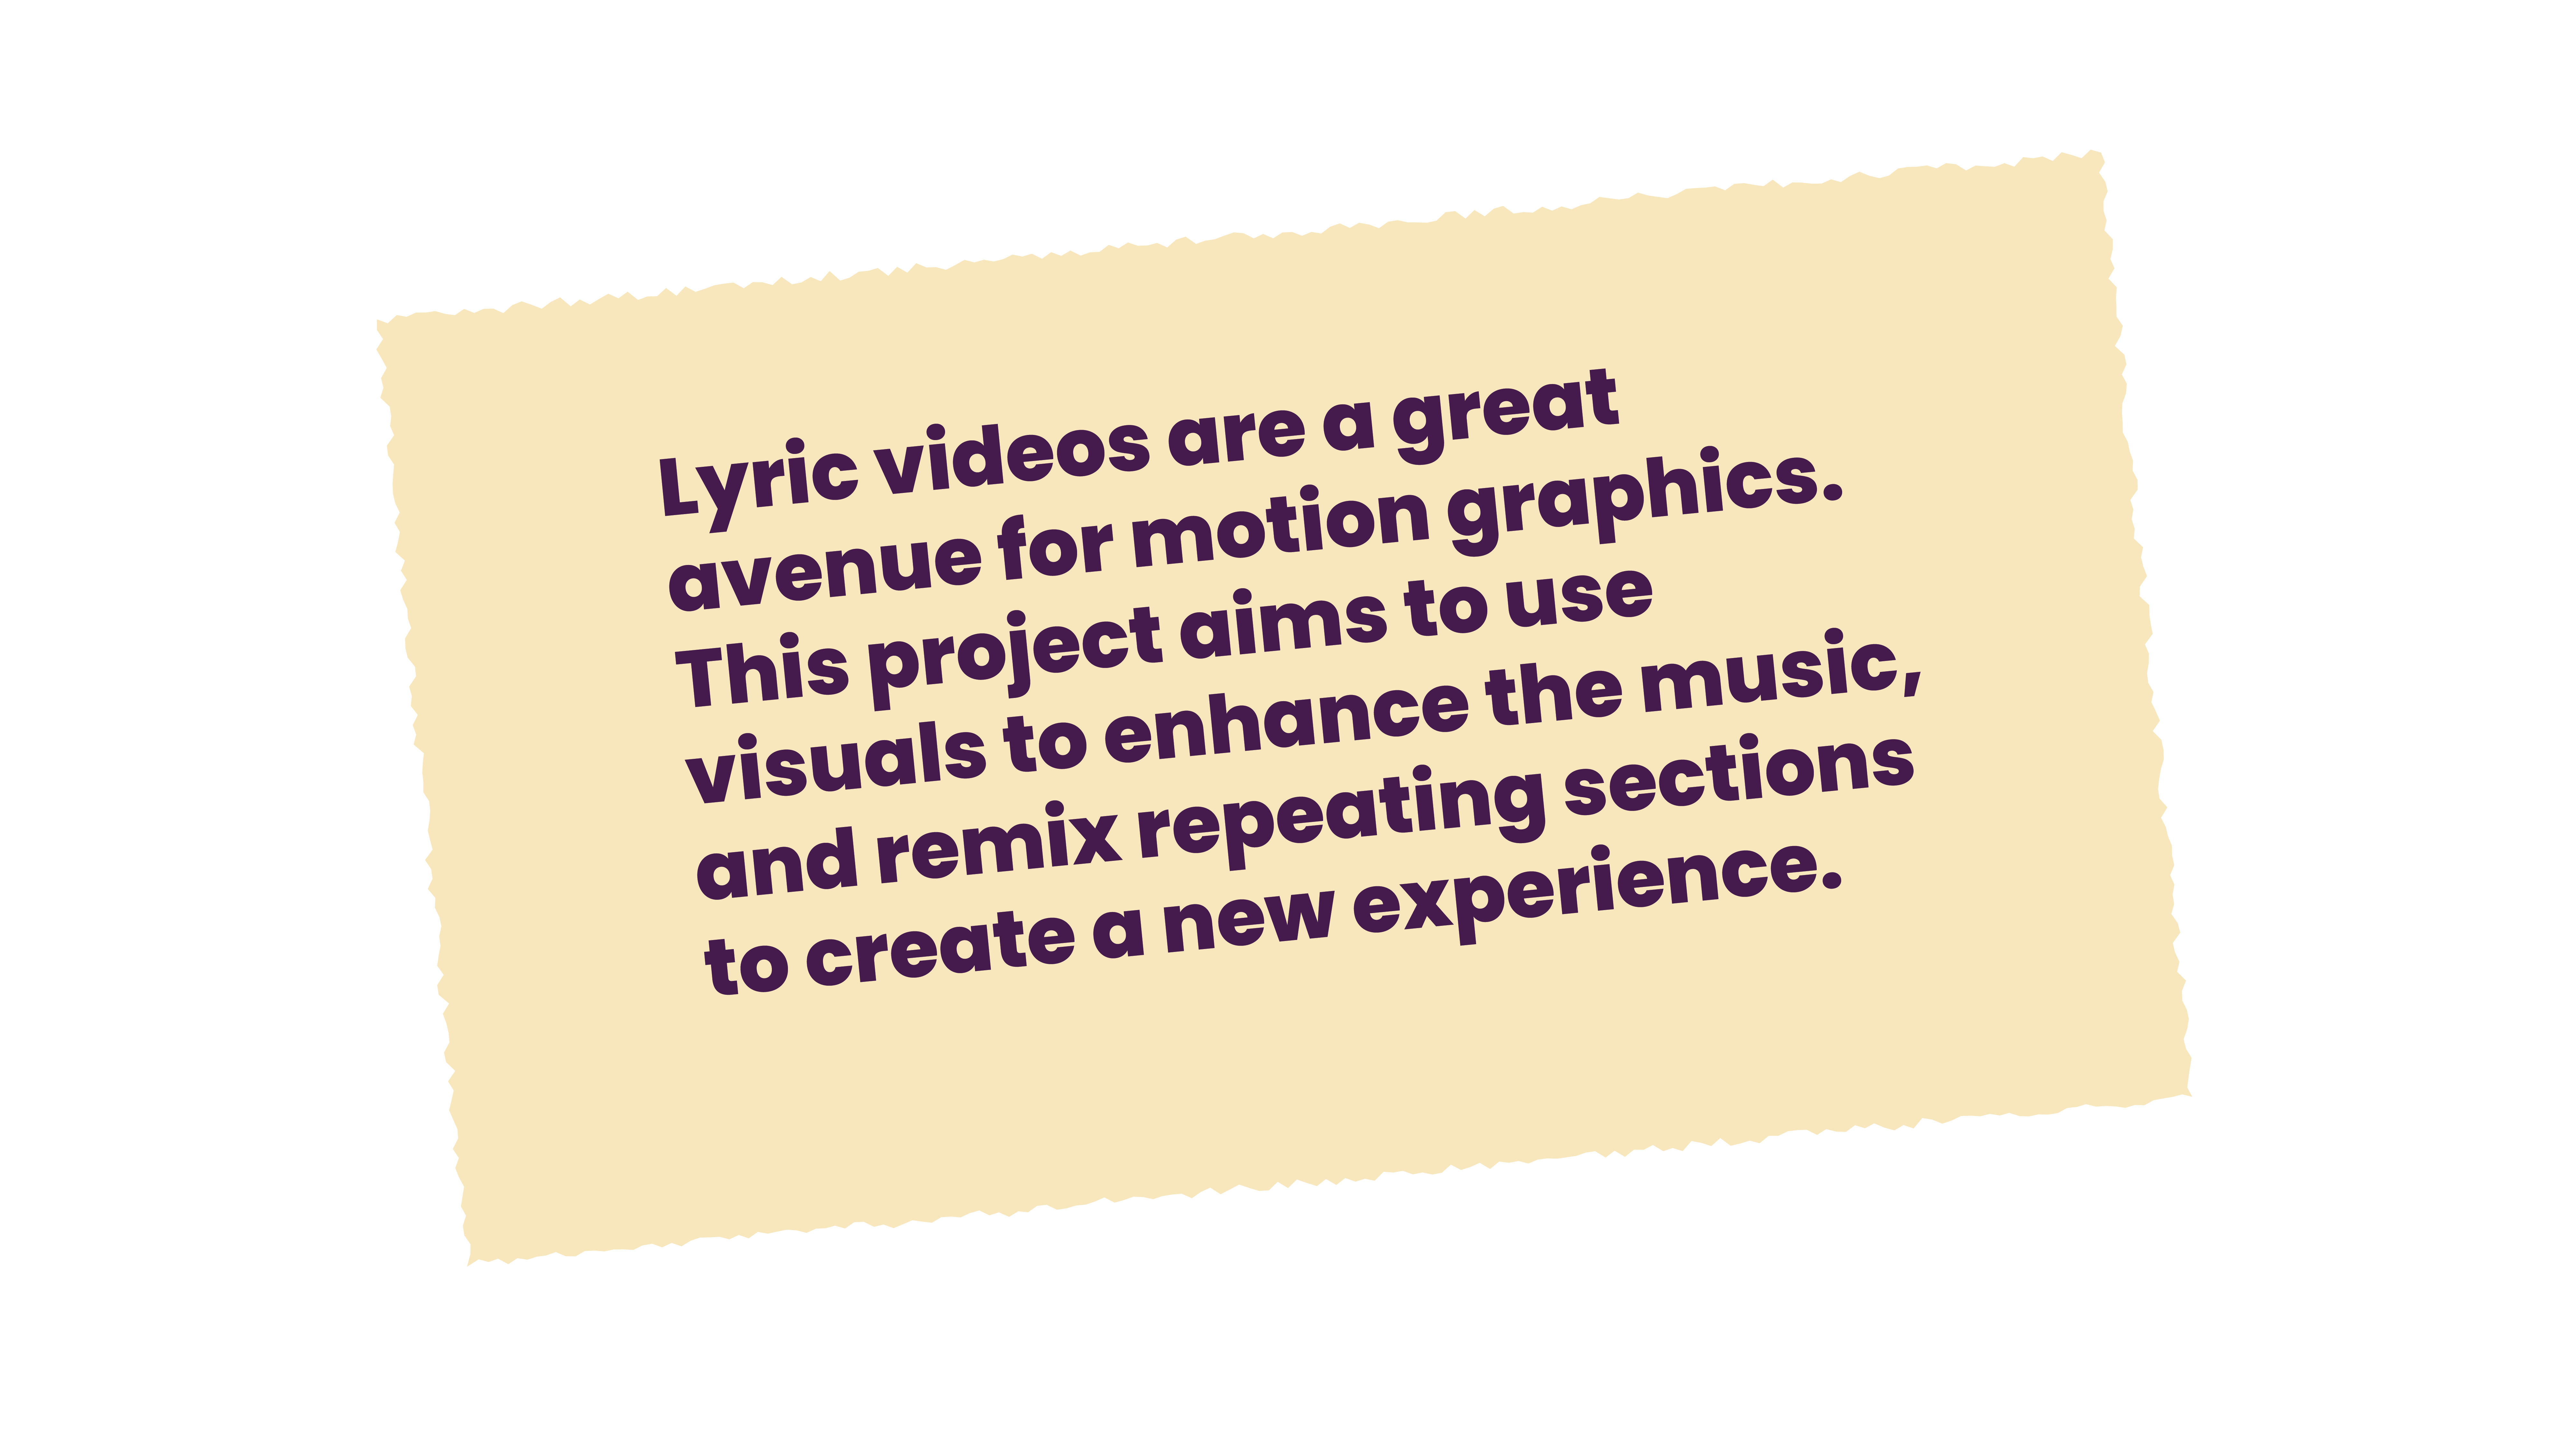 Lyric videos are a great
avenue for motion graphics.
This project aims to use
visuals to enhance the music,
and remix repeating sections
to create a new experience.